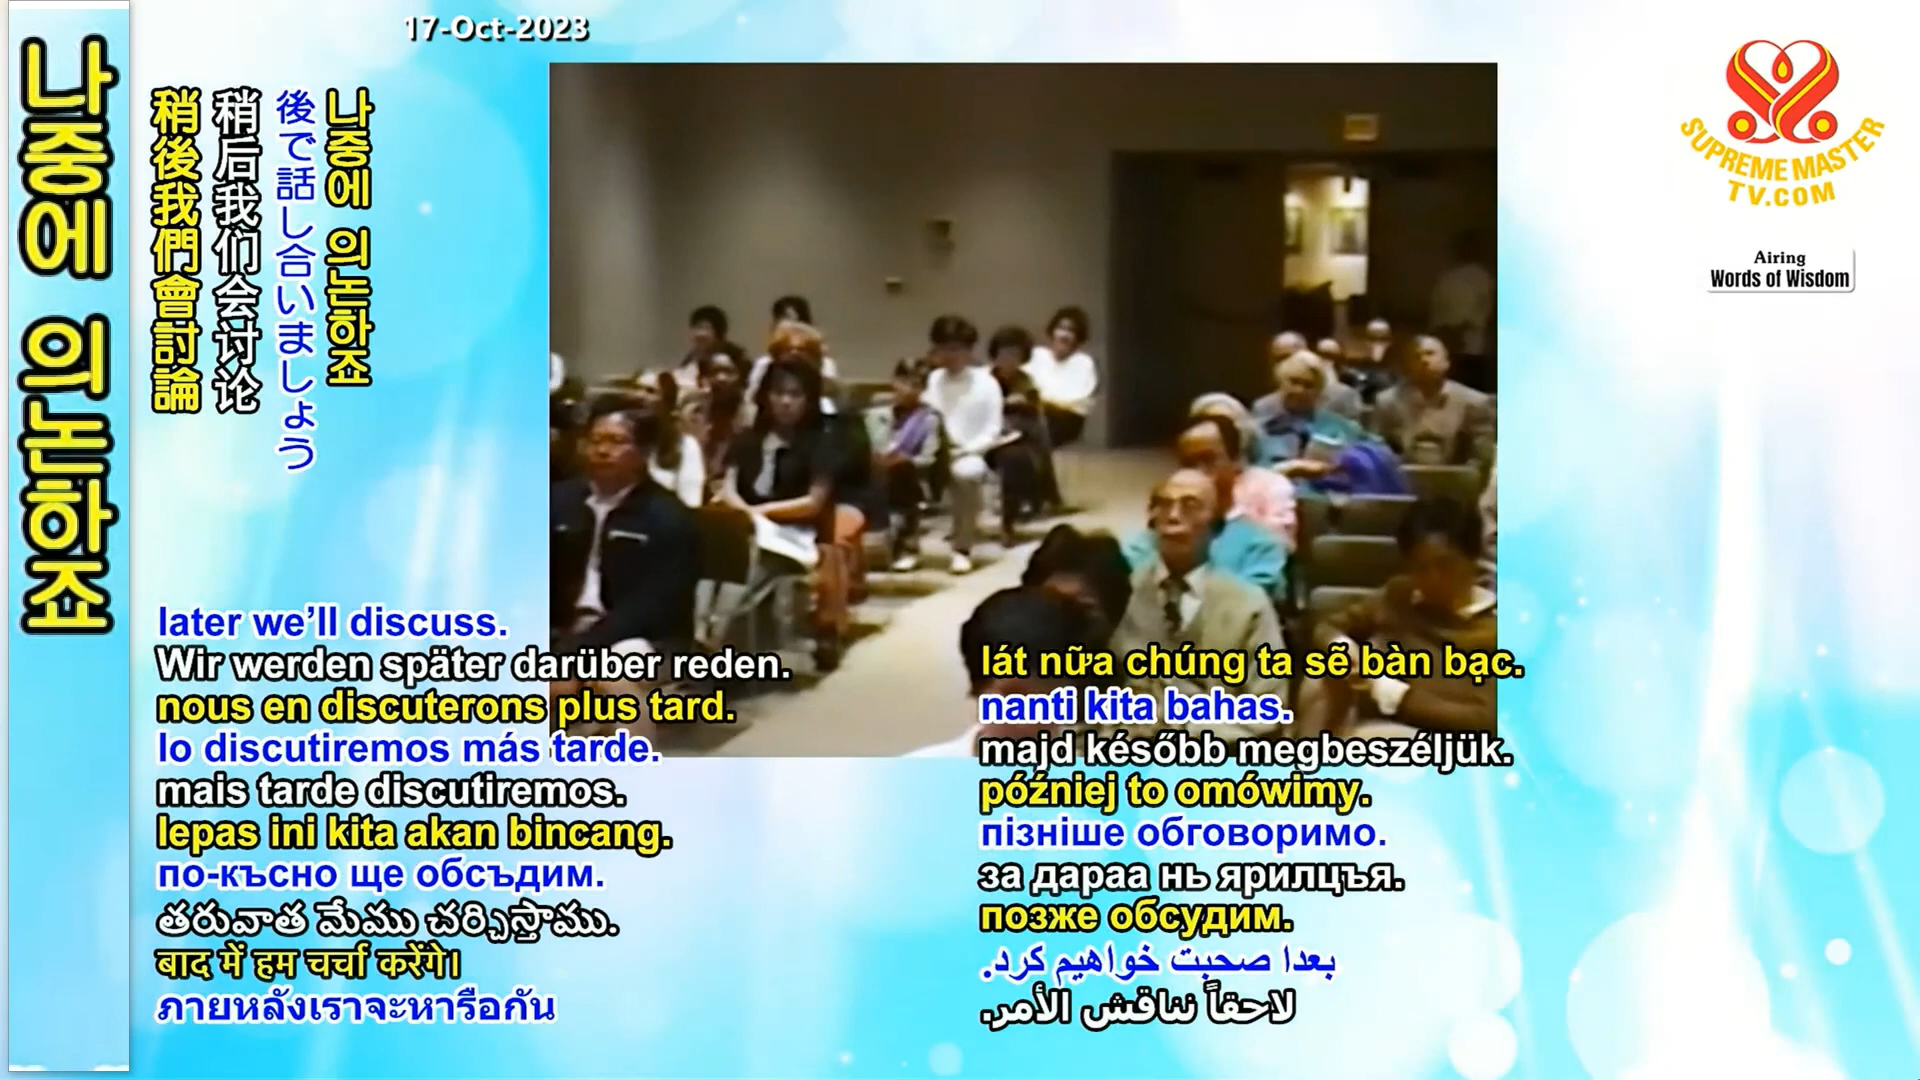 17-Oct-2023
나중에 의논하죠
稍後我們會討論
稍后我们会讨论
後で話し合いましょう
나중에 의논하죠
SUPREME MASTER
TV.COM
Airing
Words of Wisdom
later we’ll discuss.
Wir werden später darüber reden.
nous en discuterons plus tard.
lo discutiremos más tarde.
mais tarde discutiremos.
lepas ini kita akan bincang.
по-късно ще обсъдим.
తరువాత మేము చర్చిస్తాము.
बाद में हम चर्चा करेंगे।
ภายหลังเราจะหารือกัน
lát nữa chúng ta sẽ bàn bạc.
nanti kita bahas.
majd később megbeszéljük.
później to omówimy.
пізніше обговоримо.
за дараа нь ярилцъя.
позже обсудим.
بعدا صحبت خواهیم کرد.
لاحقاً نناقش الأمر.